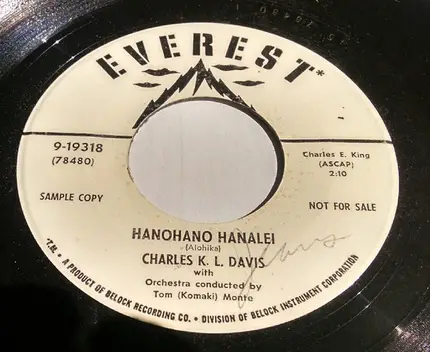 EVEREST*
9-19318
(78480)
Charles E. King
(ASCAP)
2:10
SAMPLE COPY
NOT FOR SALE
HANOHANO HANALEI
(Alohika)
CHARLES K. L. DAVIS
with
Orchestra conducted by
Tom (Komaki) Monte
*T.M. • A PRODUCT OF BELOCK RECORDING CO. • DIVISION OF BELOCK INSTRUMENT CORPORATION